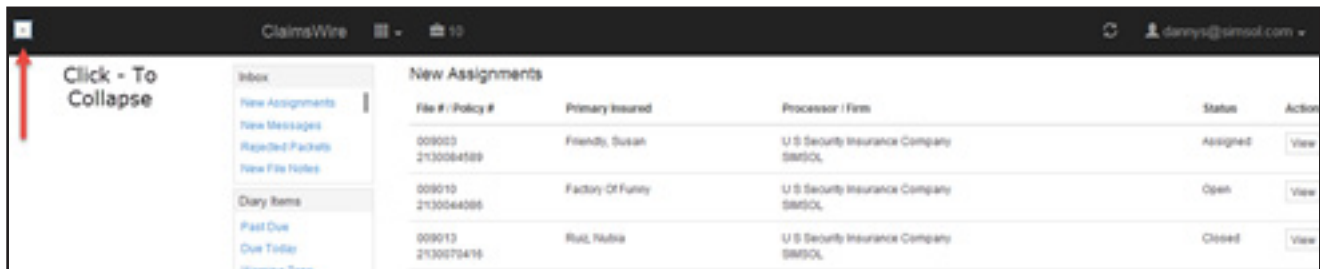 ClaimsWire 10 dannys@simsol.com
Click - To
Collapse
Inbox
New Assignments
New Messages
Rejected Packets
New File Notes
Diary Items
Past Due
Due Today
New Assignments
File # / Policy # Primary Insured Processor / Firm Status Action
009003 Friendly, Susan U S Security Insurance Company Assigned View
2130084589 SIMSOL
009010 Factory Of Funny U S Security Insurance Company Open View
2130044086 SIMSOL
009013 Ruiz, Nubia U S Security Insurance Company Closed View
2130070416 SIMSOL